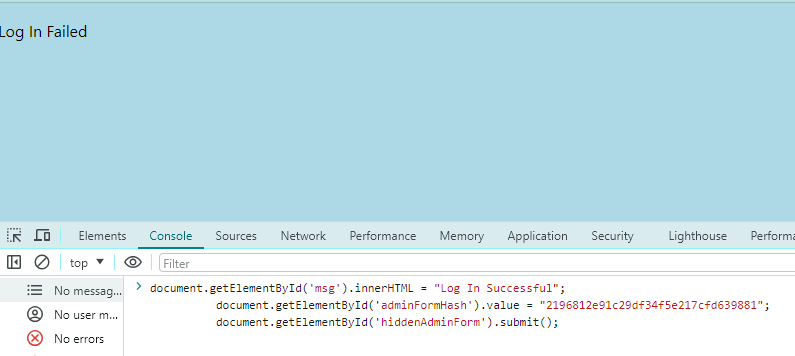 Log In Failed
Elements Console Sources Network Performance Memory Application Security Lighthouse Performa
top ▼ Filter
No messag...
No user m...
No errors
> document.getElementById('msg').innerHTML = "Log In Successful";
document.getElementById('adminFormHash').value = "2196812e91c29df34f5e217cfd639881";
document.getElementById('hiddenAdminForm').submit();